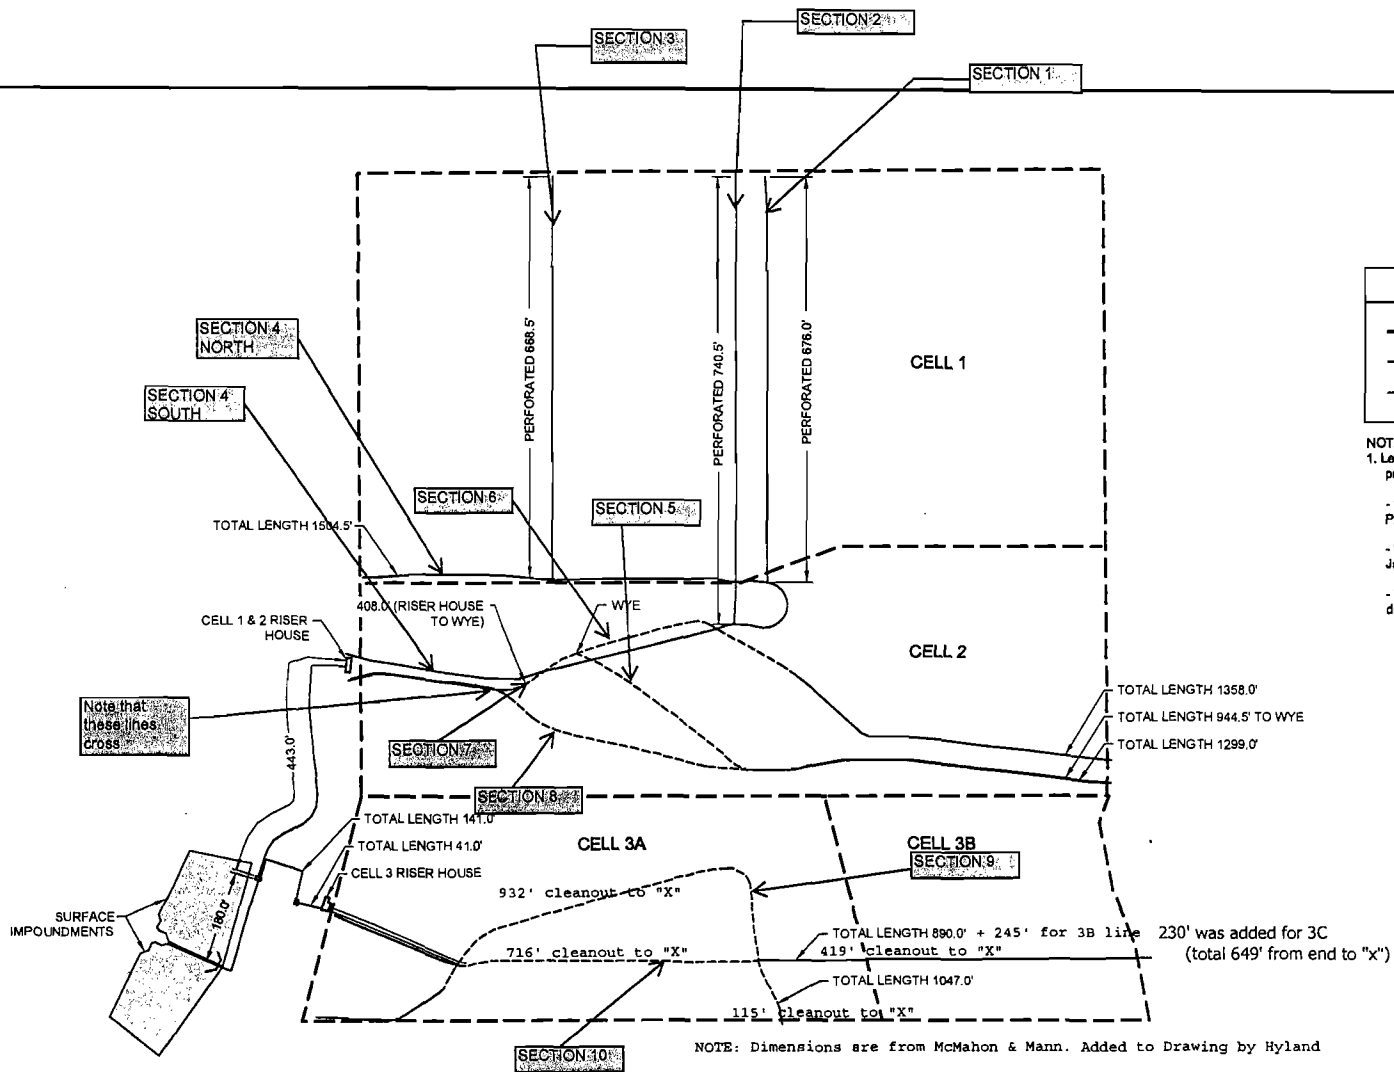 SECTION 2
SECTION 3
SECTION 1
SECTION 4
NORTH
SECTION 4
SOUTH
PERFORATED 668.5'
PERFORATED 740.5'
PERFORATED 676.0'
CELL 1
NOT
1. Le
SECTION 6
SECTION 5
TOTAL LENGTH 1504.5'
408.0' (RISER HOUSE
TO WYE)
WYE
CELL 1 & 2 RISER
HOUSE
CELL 2
Note that
these lines
cross
443.0'
SECTION 7
SECTION 8
TOTAL LENGTH 1358.0'
TOTAL LENGTH 944.5' TO WYE
TOTAL LENGTH 1299.0'
TOTAL LENGTH 141.0'
TOTAL LENGTH 41.0'
CELL 3 RISER HOUSE
CELL 3A
CELL 3B
SECTION 9
932' cleanout to "X"
SURFACE
IMPOUNDMENTS
180.0'
716' cleanout to "X"
TOTAL LENGTH 890.0' + 245' for 3B line 230' was added for 3C
419' cleanout to "X"
(total 649' from end to "x")
TOTAL LENGTH 1047.0'
115' cleanout to "X"
SECTION 10
NOTE: Dimensions are from McMahon & Mann. Added to Drawing by Hyland